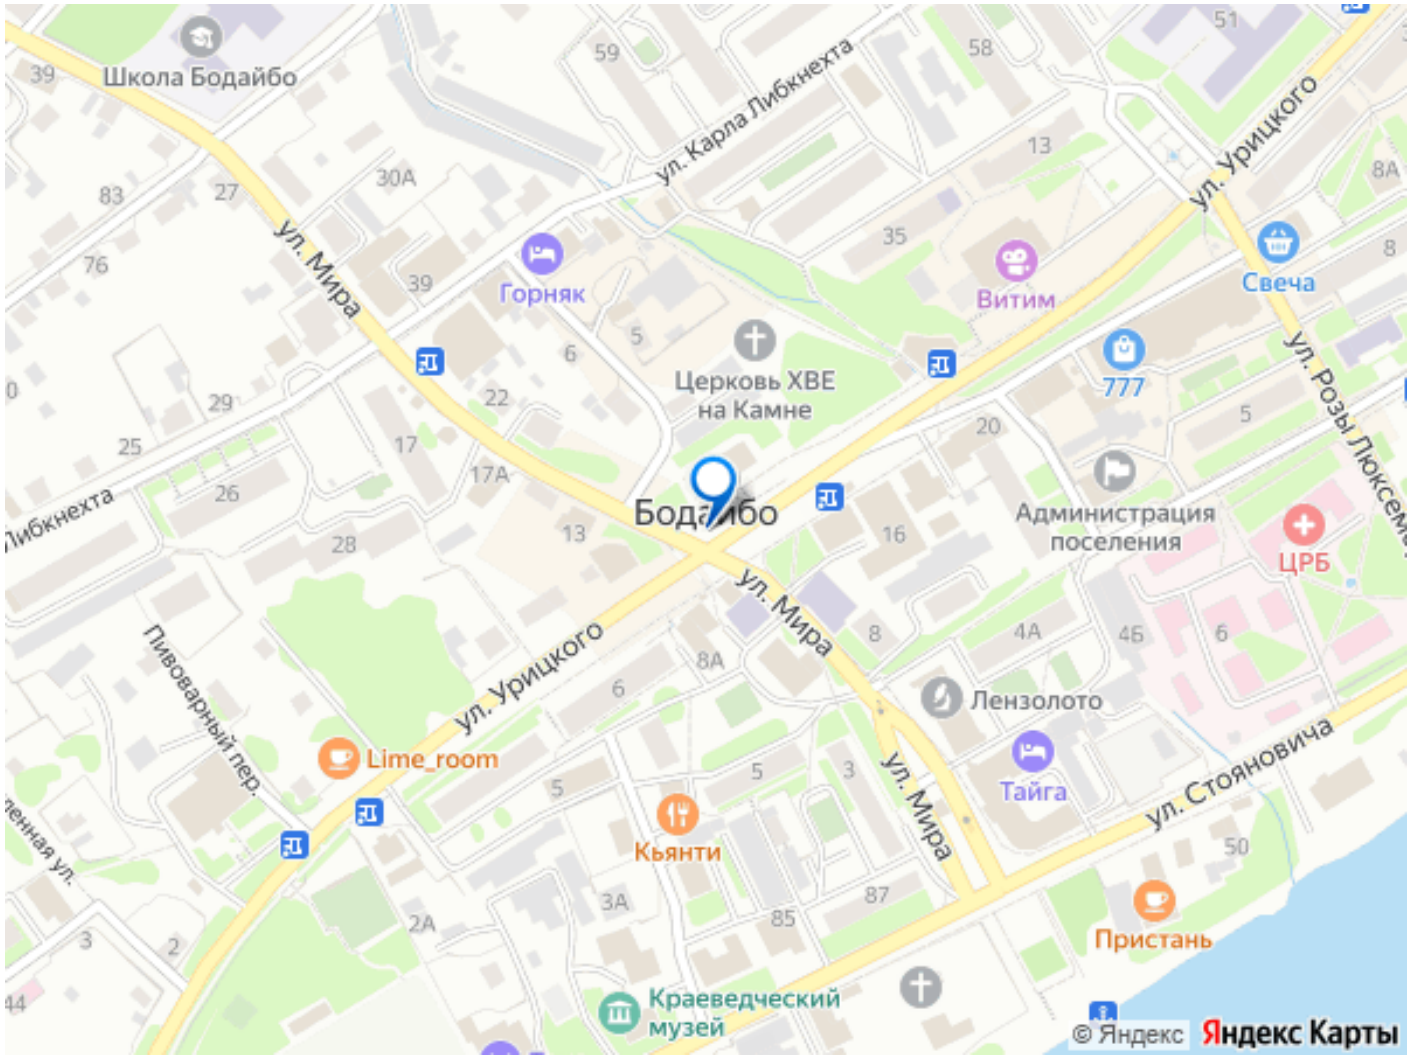 51
59
58
39
Школа Бодайбо
ул. Карла Либкнехта
ул. Урицкого
13
8А
30А
83
27
ул. Мира
35
76
39
Горняк
Витим
Свеча
8
5
6
Церковь ХВЕ
на Камне
777
ул. Розы Люксембург
0
22
29
25
17
20
5
17А
26
Либкнехта
Бодайбо
Администрация
поселения
13
28
16
ЦРБ
ул. Мира
Пивоварный пер.
ул. Урицкого
8
4А
4Б
6
8А
6
Лензолото
Lime_room
5
5
3
ул. Мира
Тайга
ул. Стояновича
Кьянти
50
3А
87
85
2А
3
2
Пристань
44
Краеведческий
музей
© Яндекс
Яндекс Карты